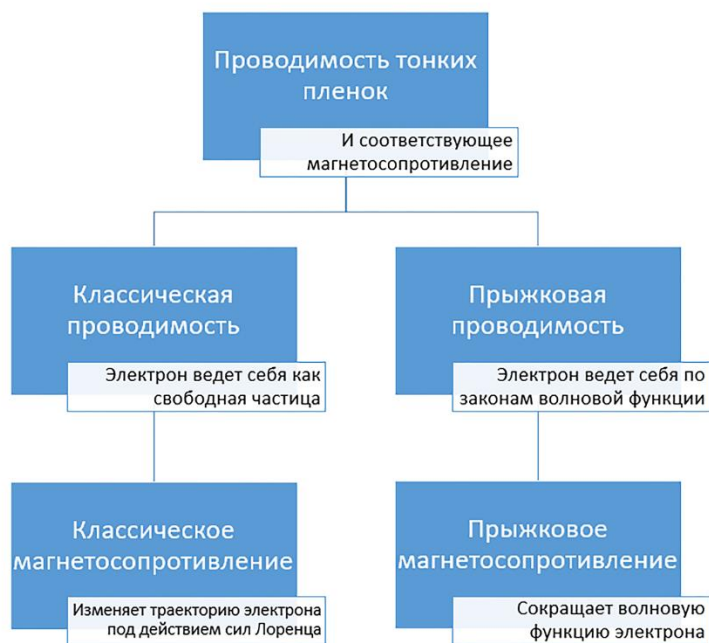 Проводимость тонких
пленок
И соответствующее
магнетосопротивление
Классическая
проводимость
Электрон ведет себя как
свободная частица
Прыжковая
проводимость
Электрон ведет себя по
законам волновой функции
Классическое
магнетосопротивление
Изменяет траекторию электрона
под действием сил Лоренца
Прыжковое
магнетосопротивление
Сокращает волновую
функцию электрона